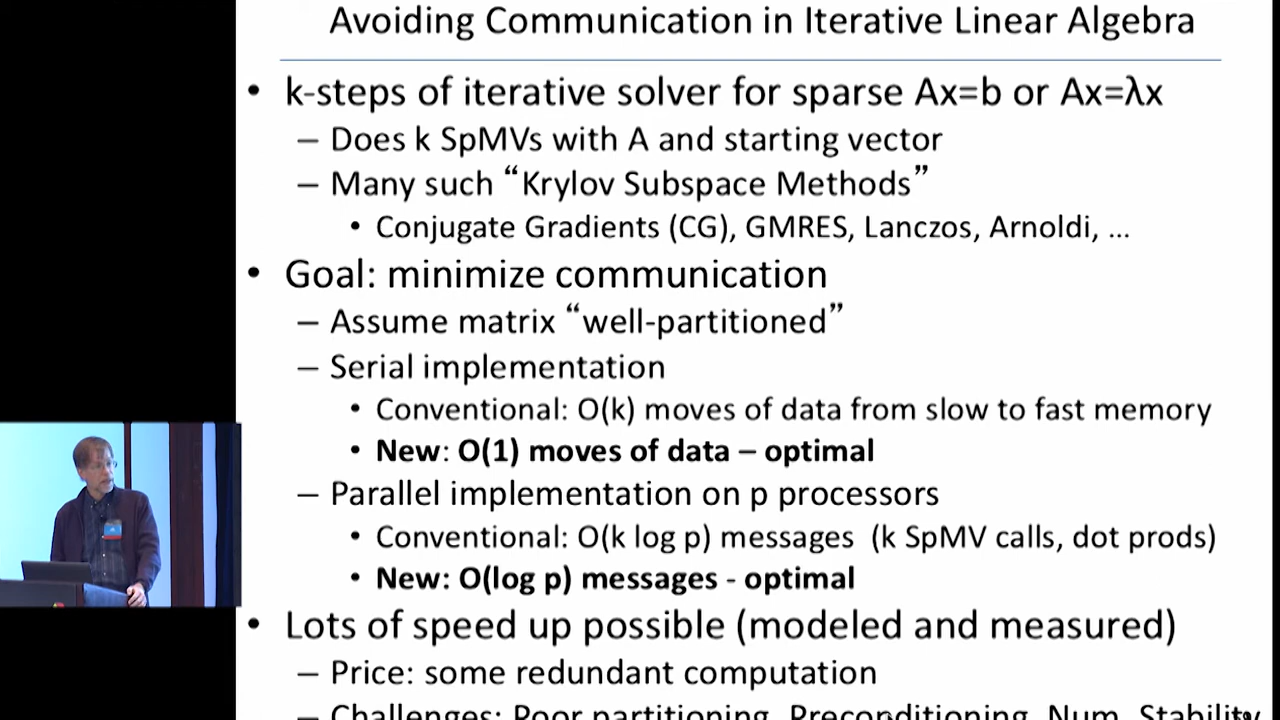 Avoiding Communication in Iterative Linear Algebra
• k-steps of iterative solver for sparse Ax=b or Ax=λx
– Does k SpMVs with A and starting vector
– Many such “Krylov Subspace Methods”
• Conjugate Gradients (CG), GMRES, Lanczos, Arnoldi, …
• Goal: minimize communication
– Assume matrix “well-partitioned”
– Serial implementation
• Conventional: O(k) moves of data from slow to fast memory
• New: O(1) moves of data – optimal
– Parallel implementation on p processors
• Conventional: O(k log p) messages (k SpMV calls, dot prods)
• New: O(log p) messages - optimal
• Lots of speed up possible (modeled and measured)
– Price: some redundant computation
– Challenges: Poor partitioning, Preconditioning, Num. Stability